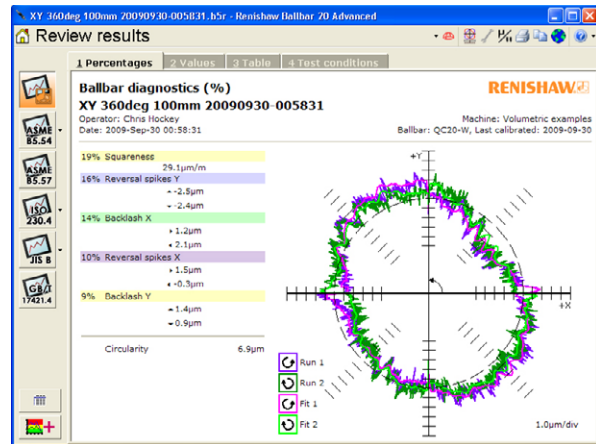 XY 360deg 100mm 20090930-005831.b5r - Renishaw Ballbar 20 Advanced
Review results
1 Percentages 2 Values 3 Table 4 Test conditions
Ballbar diagnostics (%)
RENISHAW
XY 360deg 100mm 20090930-005831
Operator: Chris Hockey
Machine: Volumetric examples
Date: 2009-Sep-30 00:58:31
Ballbar: QC20-W, Last calibrated: 2009-09-30
ASME
B5.54
ASME
B5.57
ISO
230.4
JIS B
GB/T
17421.4
19% Squareness
29.1µm/m
16% Reversal spikes Y
-2.5µm
-2.4µm
14% Backlash X
1.2µm
2.1µm
10% Reversal spikes X
1.5µm
-0.3µm
9% Backlash Y
1.4µm
0.9µm
Circularity 6.9µm
+Y
+X
Run 1
Run 2
Fit 1
Fit 2
1.0µm/div